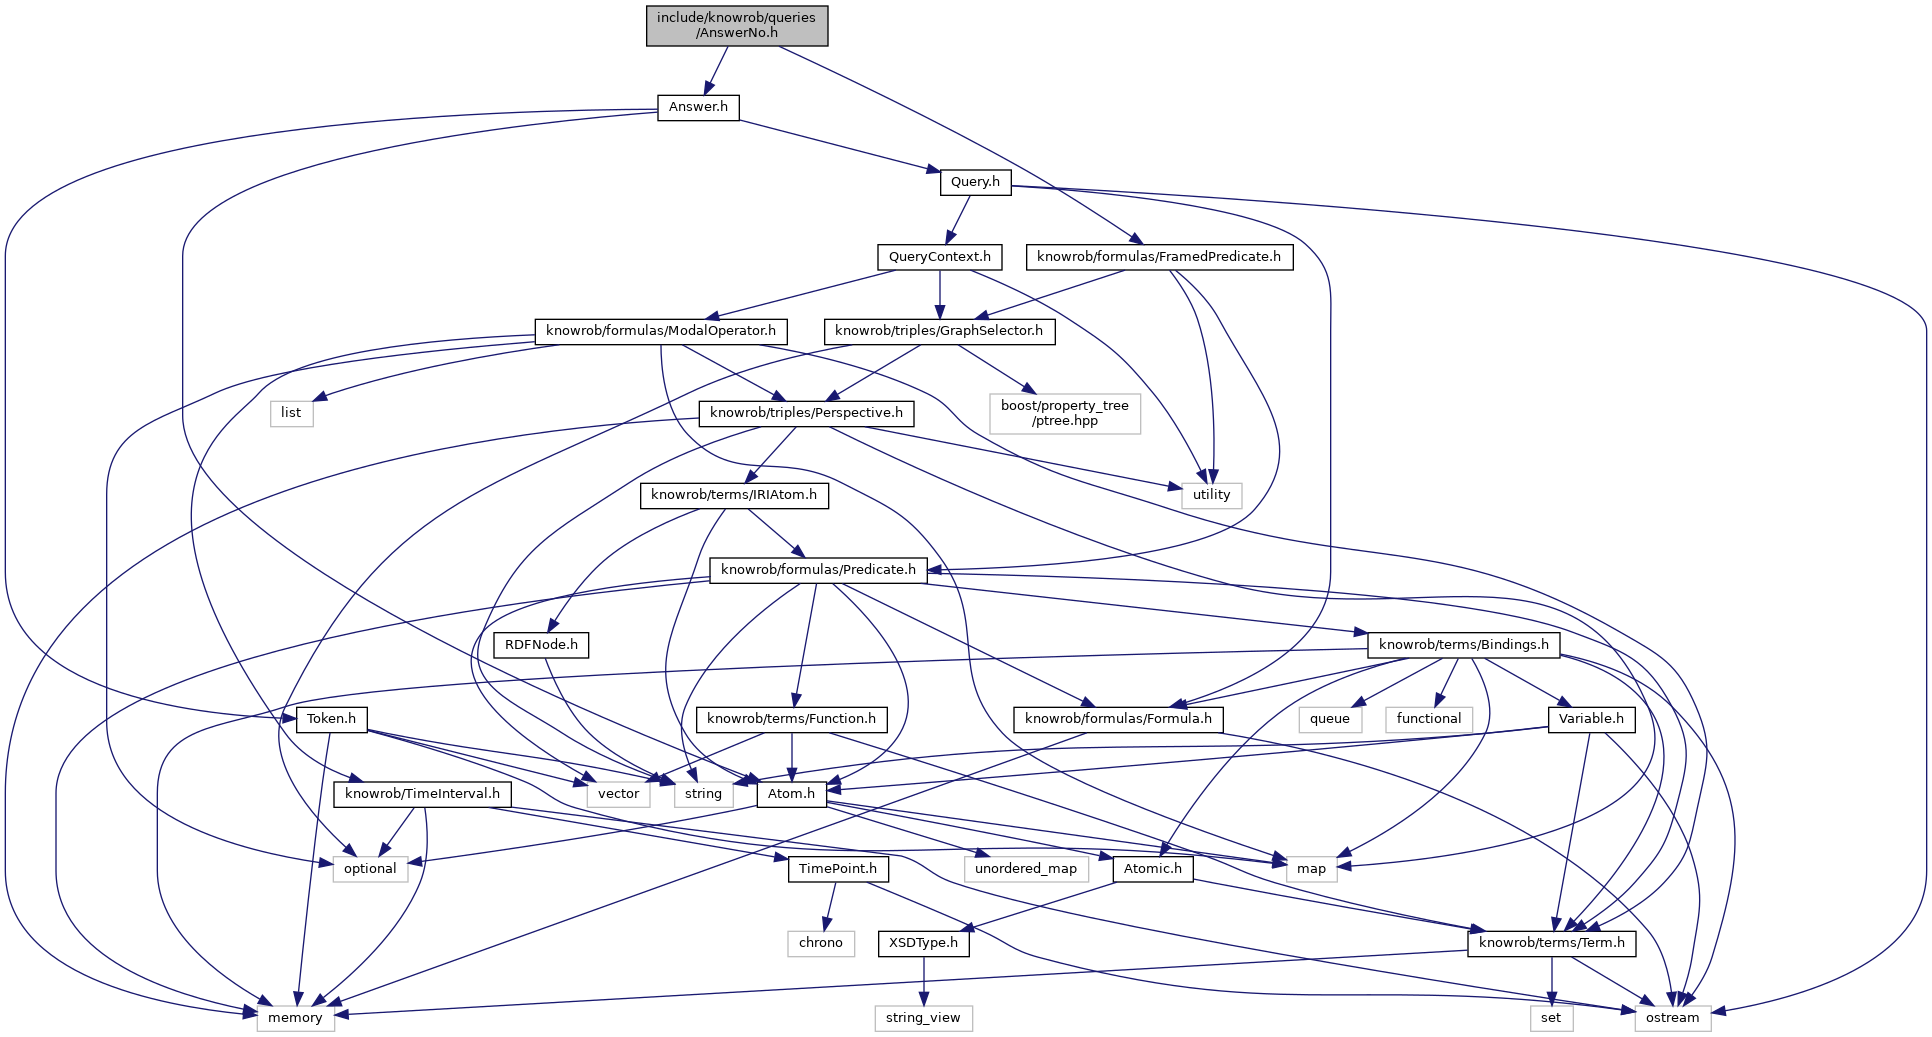 include/knowrob/queries
/AnswerNo.h
Answer.h
Query.h
QueryContext.h
knowrob/formulas/FramedPredicate.h
knowrob/formulas/ModalOperator.h
knowrob/triples/GraphSelector.h
list
knowrob/triples/Perspective.h
boost/property_tree
/ptree.hpp
knowrob/terms/IRIAtom.h
utility
knowrob/formulas/Predicate.h
RDFNode.h
knowrob/terms/Bindings.h
Token.h
knowrob/terms/Function.h
knowrob/formulas/Formula.h
queue
functional
Variable.h
knowrob/TimeInterval.h
vector
string
Atom.h
optional
TimePoint.h
unordered_map
Atomic.h
map
chrono
XSDType.h
knowrob/terms/Term.h
memory
string_view
set
ostream